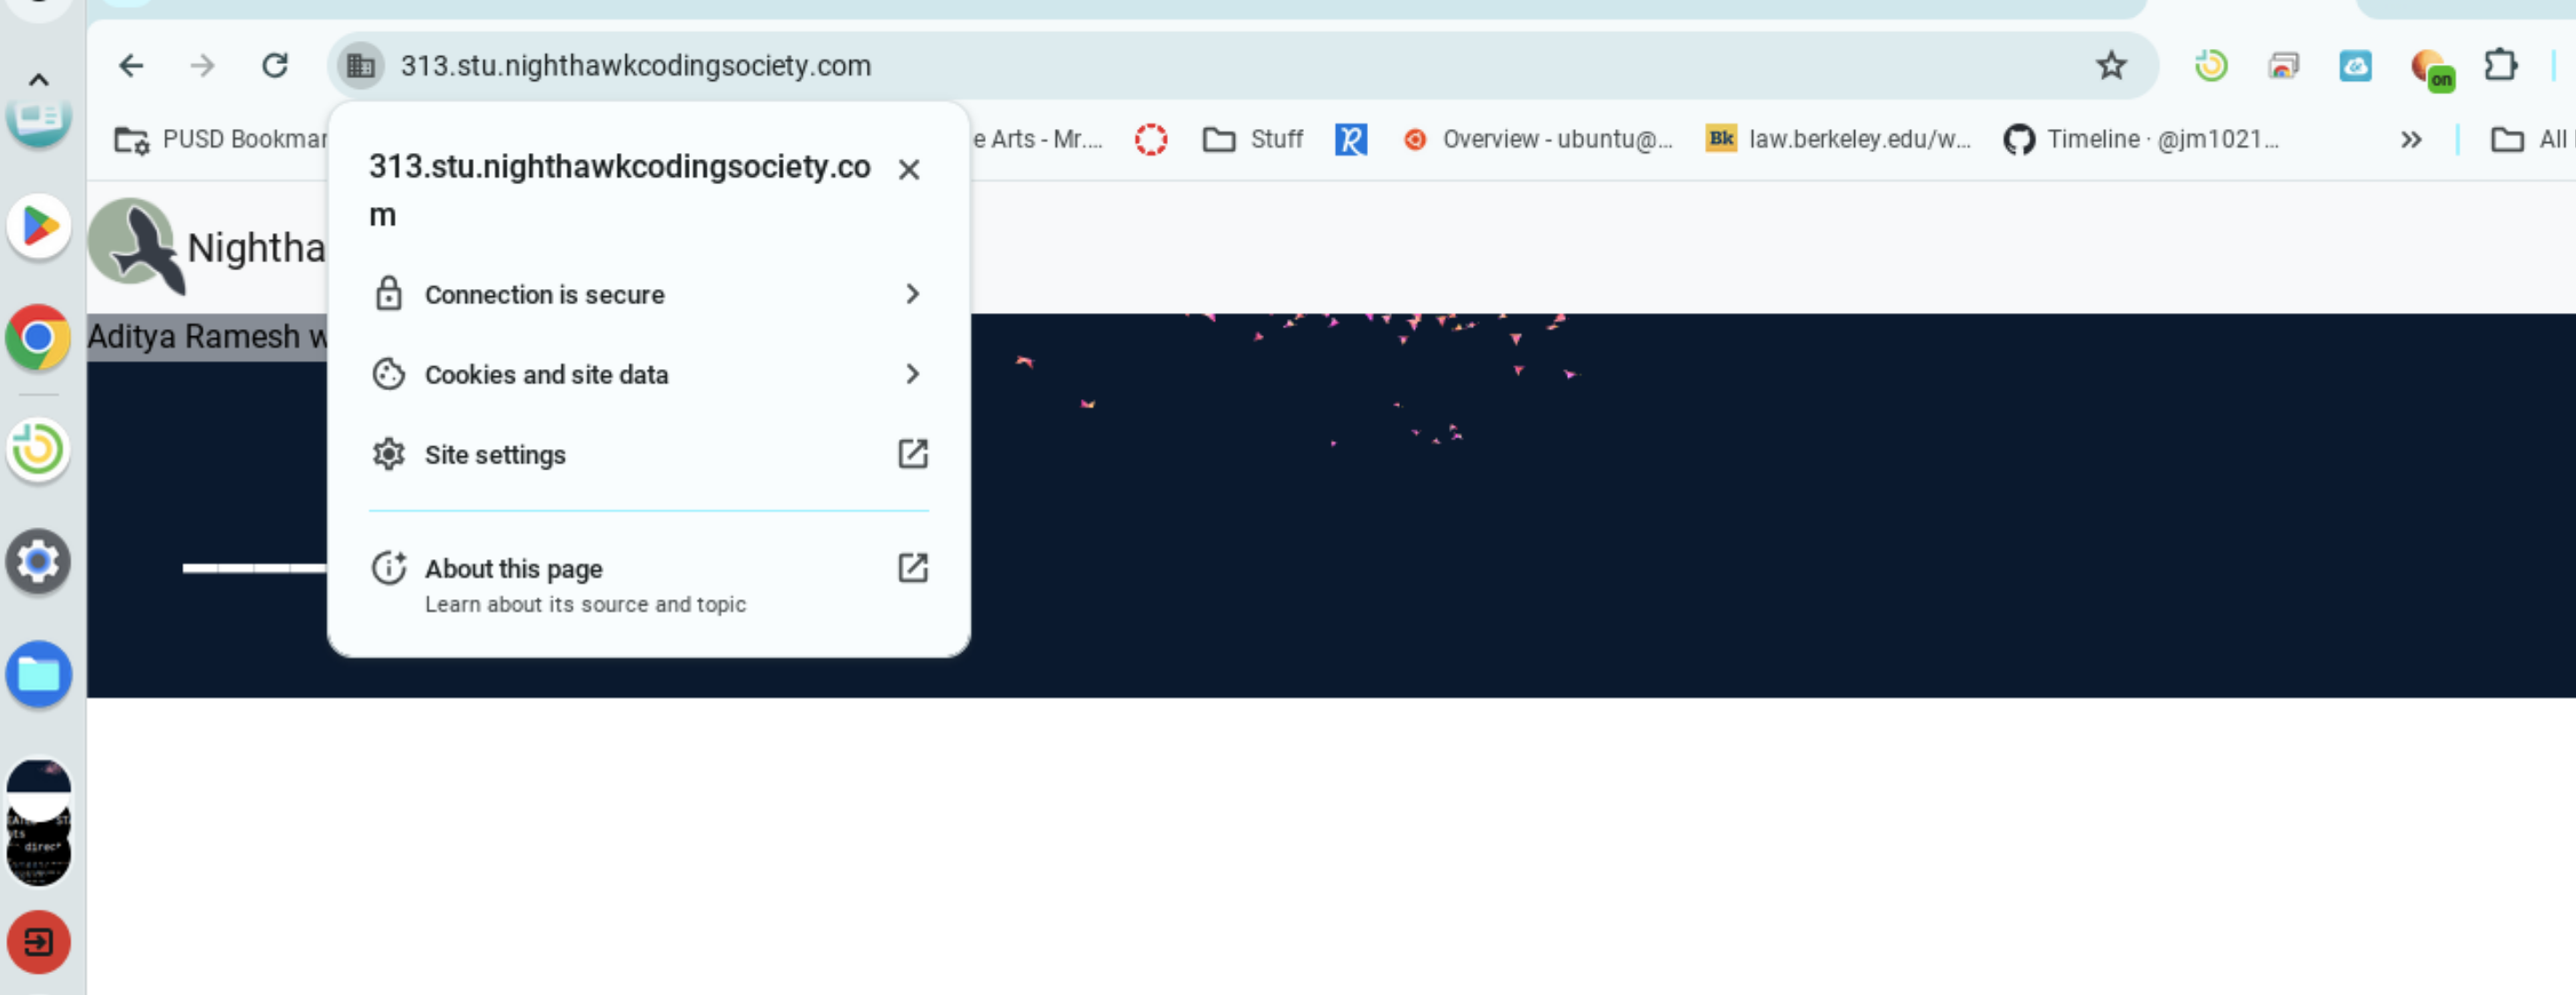 313.stu.nighthawkcodingsociety.com
PUSD Bookmar
e Arts - Mr....
Stuff
R
Overview - ubuntu@...
Bk
law.berkeley.edu/w...
Timeline · @jm1021...
All
on
313.stu.nighthawkcodingsociety.co
m
Nightha
Connection is secure
Aditya Ramesh w
Cookies and site data
Site settings
About this page
Learn about its source and topic
direc